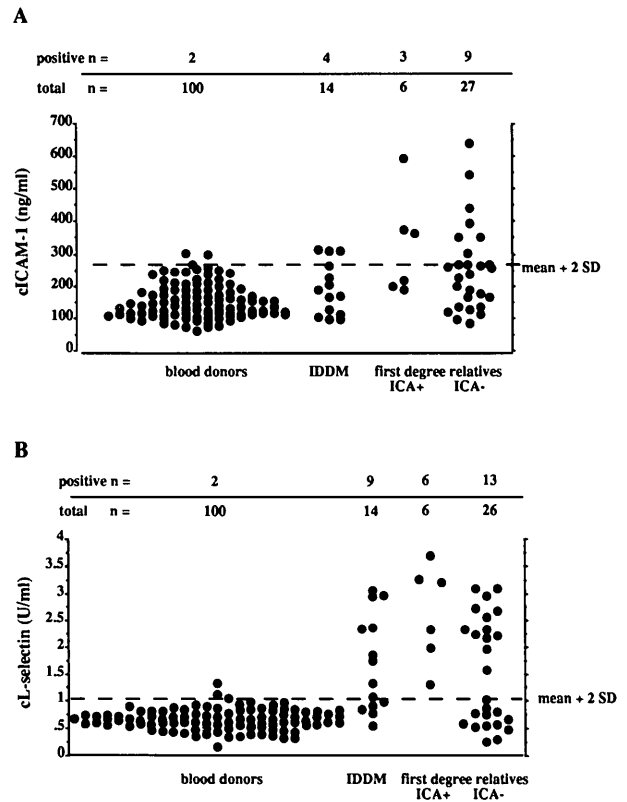 A
positive n = 2 4 3 9
total n = 100 14 6 27
700
600
500
400
300
200
100
0
cICAM-1 (ng/ml)
mean + 2 SD
blood donors IDDM first degree relatives
ICA+ ICA-
B
positive n = 2 9 6 13
total n = 100 14 6 26
4
3.5
3
2.5
2
1.5
1
.5
0
cL-selectin (U/ml)
mean + 2 SD
blood donors IDDM first degree relatives
ICA+ ICA-